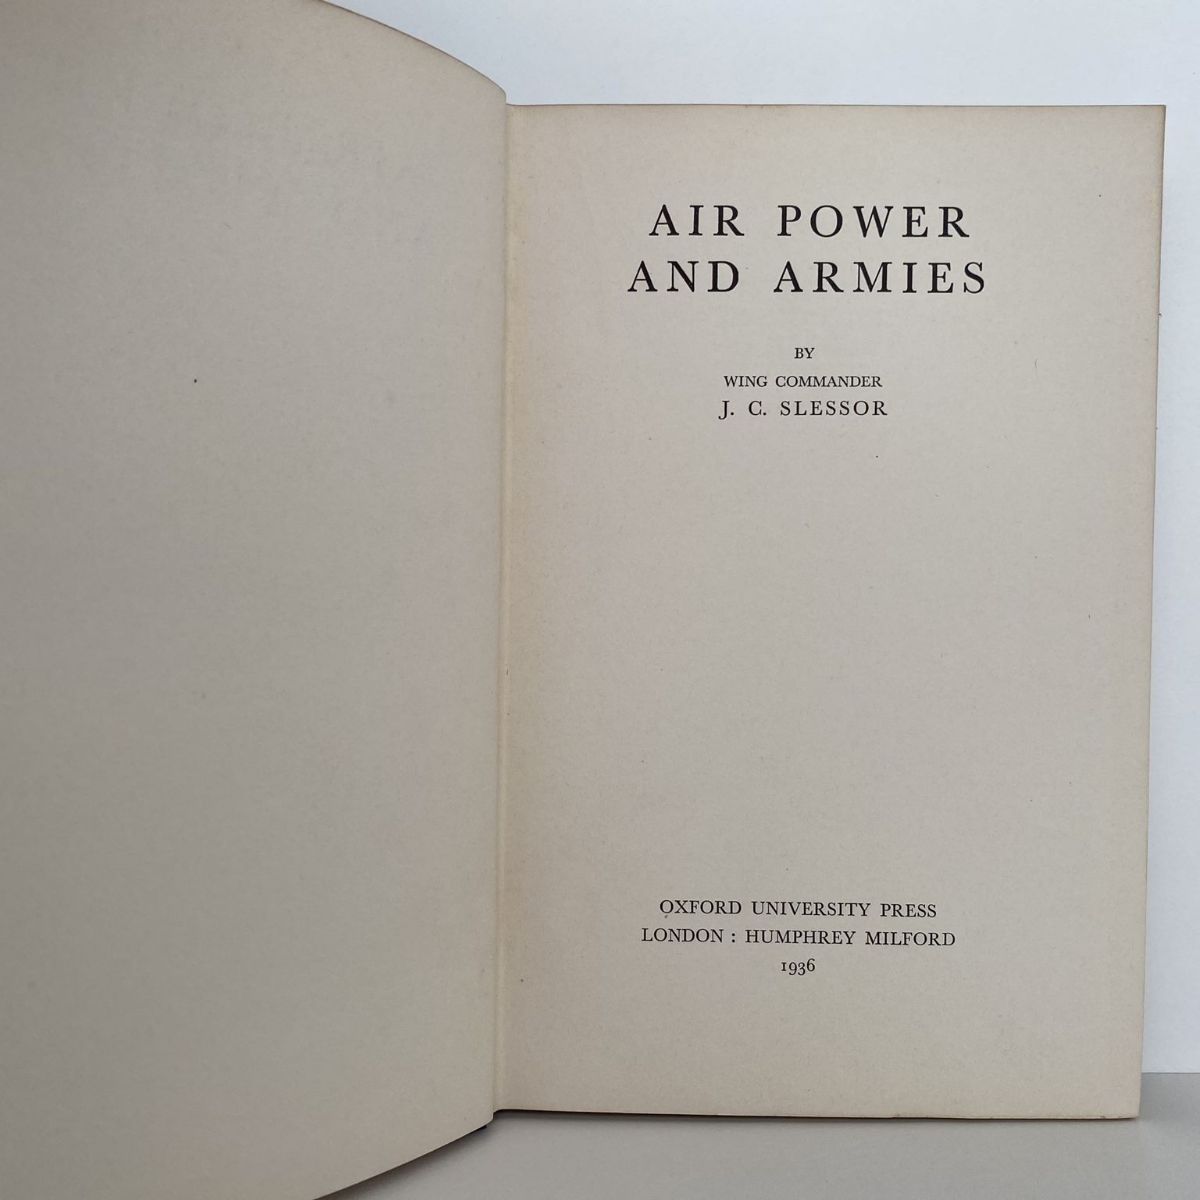 AIR POWER
AND ARMIES
BY
WING COMMANDER
J. C. SLESSOR
OXFORD UNIVERSITY PRESS
LONDON : HUMPHREY MILFORD
1936